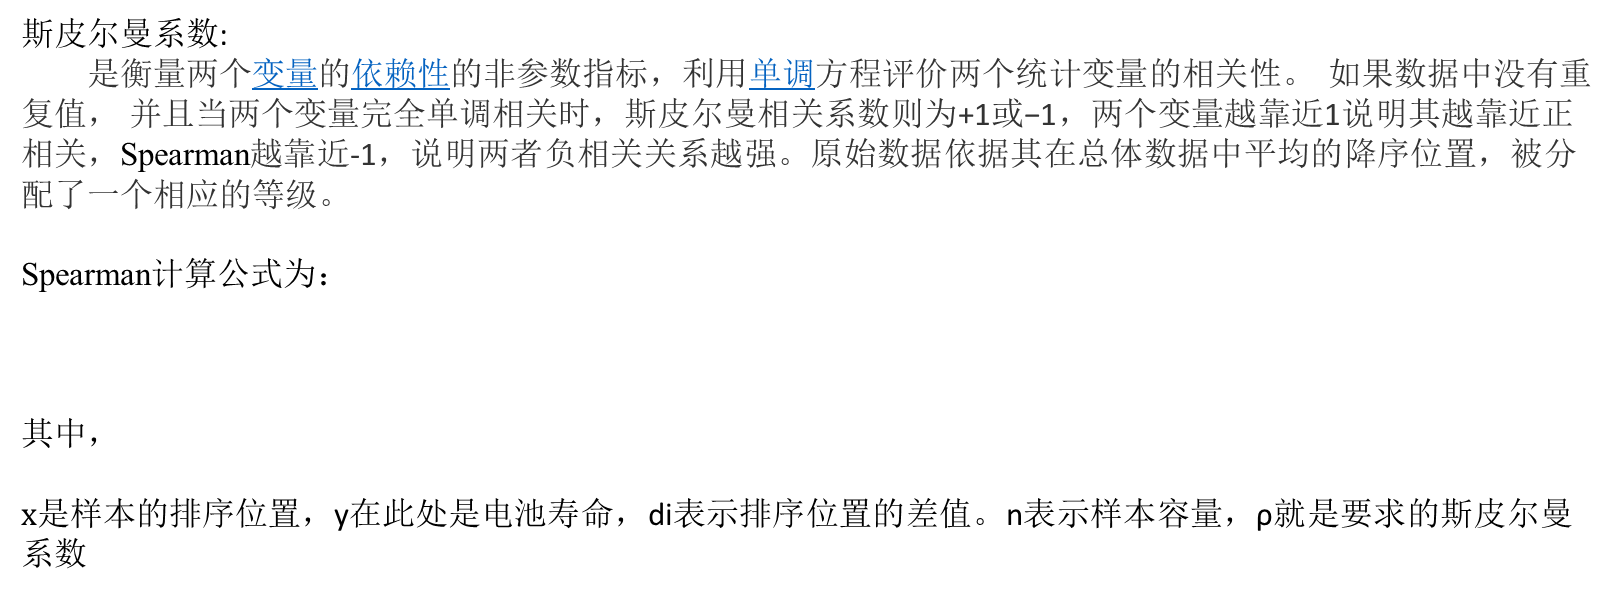 斯皮尔曼系数:
是衡量两个变量的依赖性的非参数指标，利用单调方程评价两个统计变量的相关性。 如果数据中没有重
复值， 并且当两个变量完全单调相关时，斯皮尔曼相关系数则为+1或−1，两个变量越靠近1说明其越靠近正
相关，Spearman越靠近-1，说明两者负相关关系越强。原始数据依据其在总体数据中平均的降序位置，被分
配了一个相应的等级。
Spearman计算公式为：
其中，
x是样本的排序位置，y在此处是电池寿命，di表示排序位置的差值。n表示样本容量，ρ就是要求的斯皮尔曼
系数